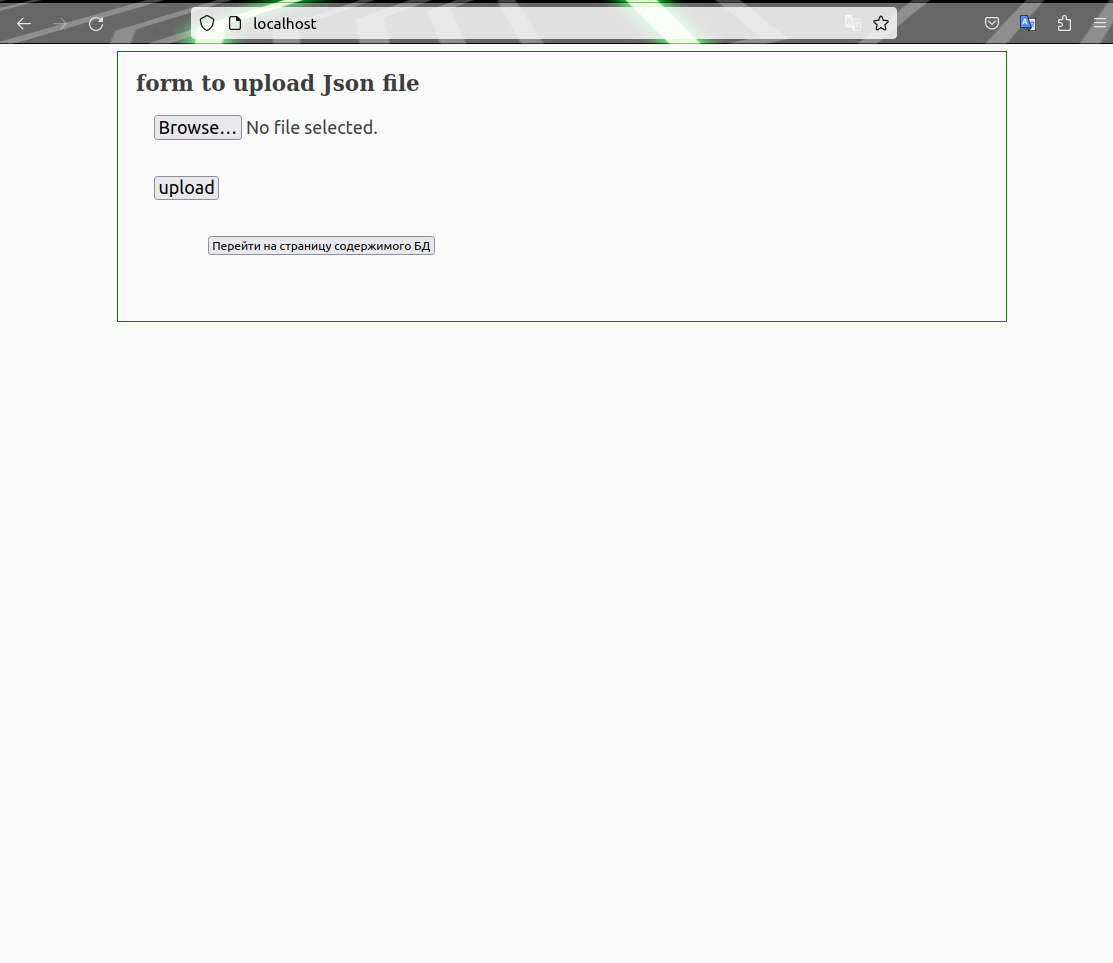 localhost
form to upload Json file
Browse... No file selected.
upload
Перейти на страницу содержимого БД